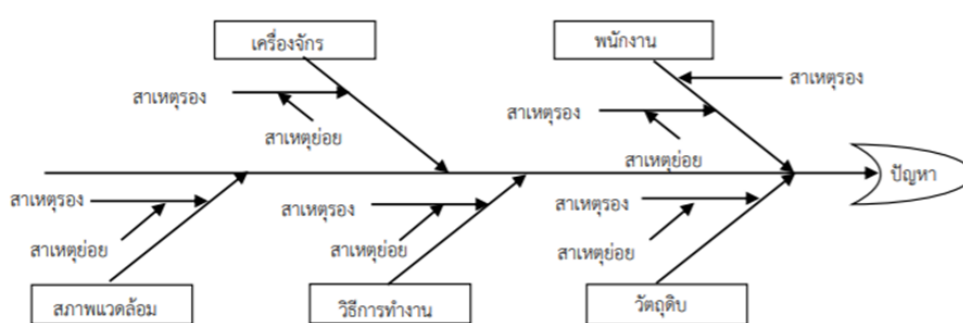 เครื่องจักร
พนักงาน
สาเหตุรอง
สาเหตุรอง
สาเหตุรอง
สาเหตุย่อย
สาเหตุย่อย
ปัญหา
สาเหตุรอง
สาเหตุรอง
สาเหตุรอง
สาเหตุย่อย
สาเหตุย่อย
สาเหตุย่อย
สภาพแวดล้อม
วิธีการทำงาน
วัตถุดิบ